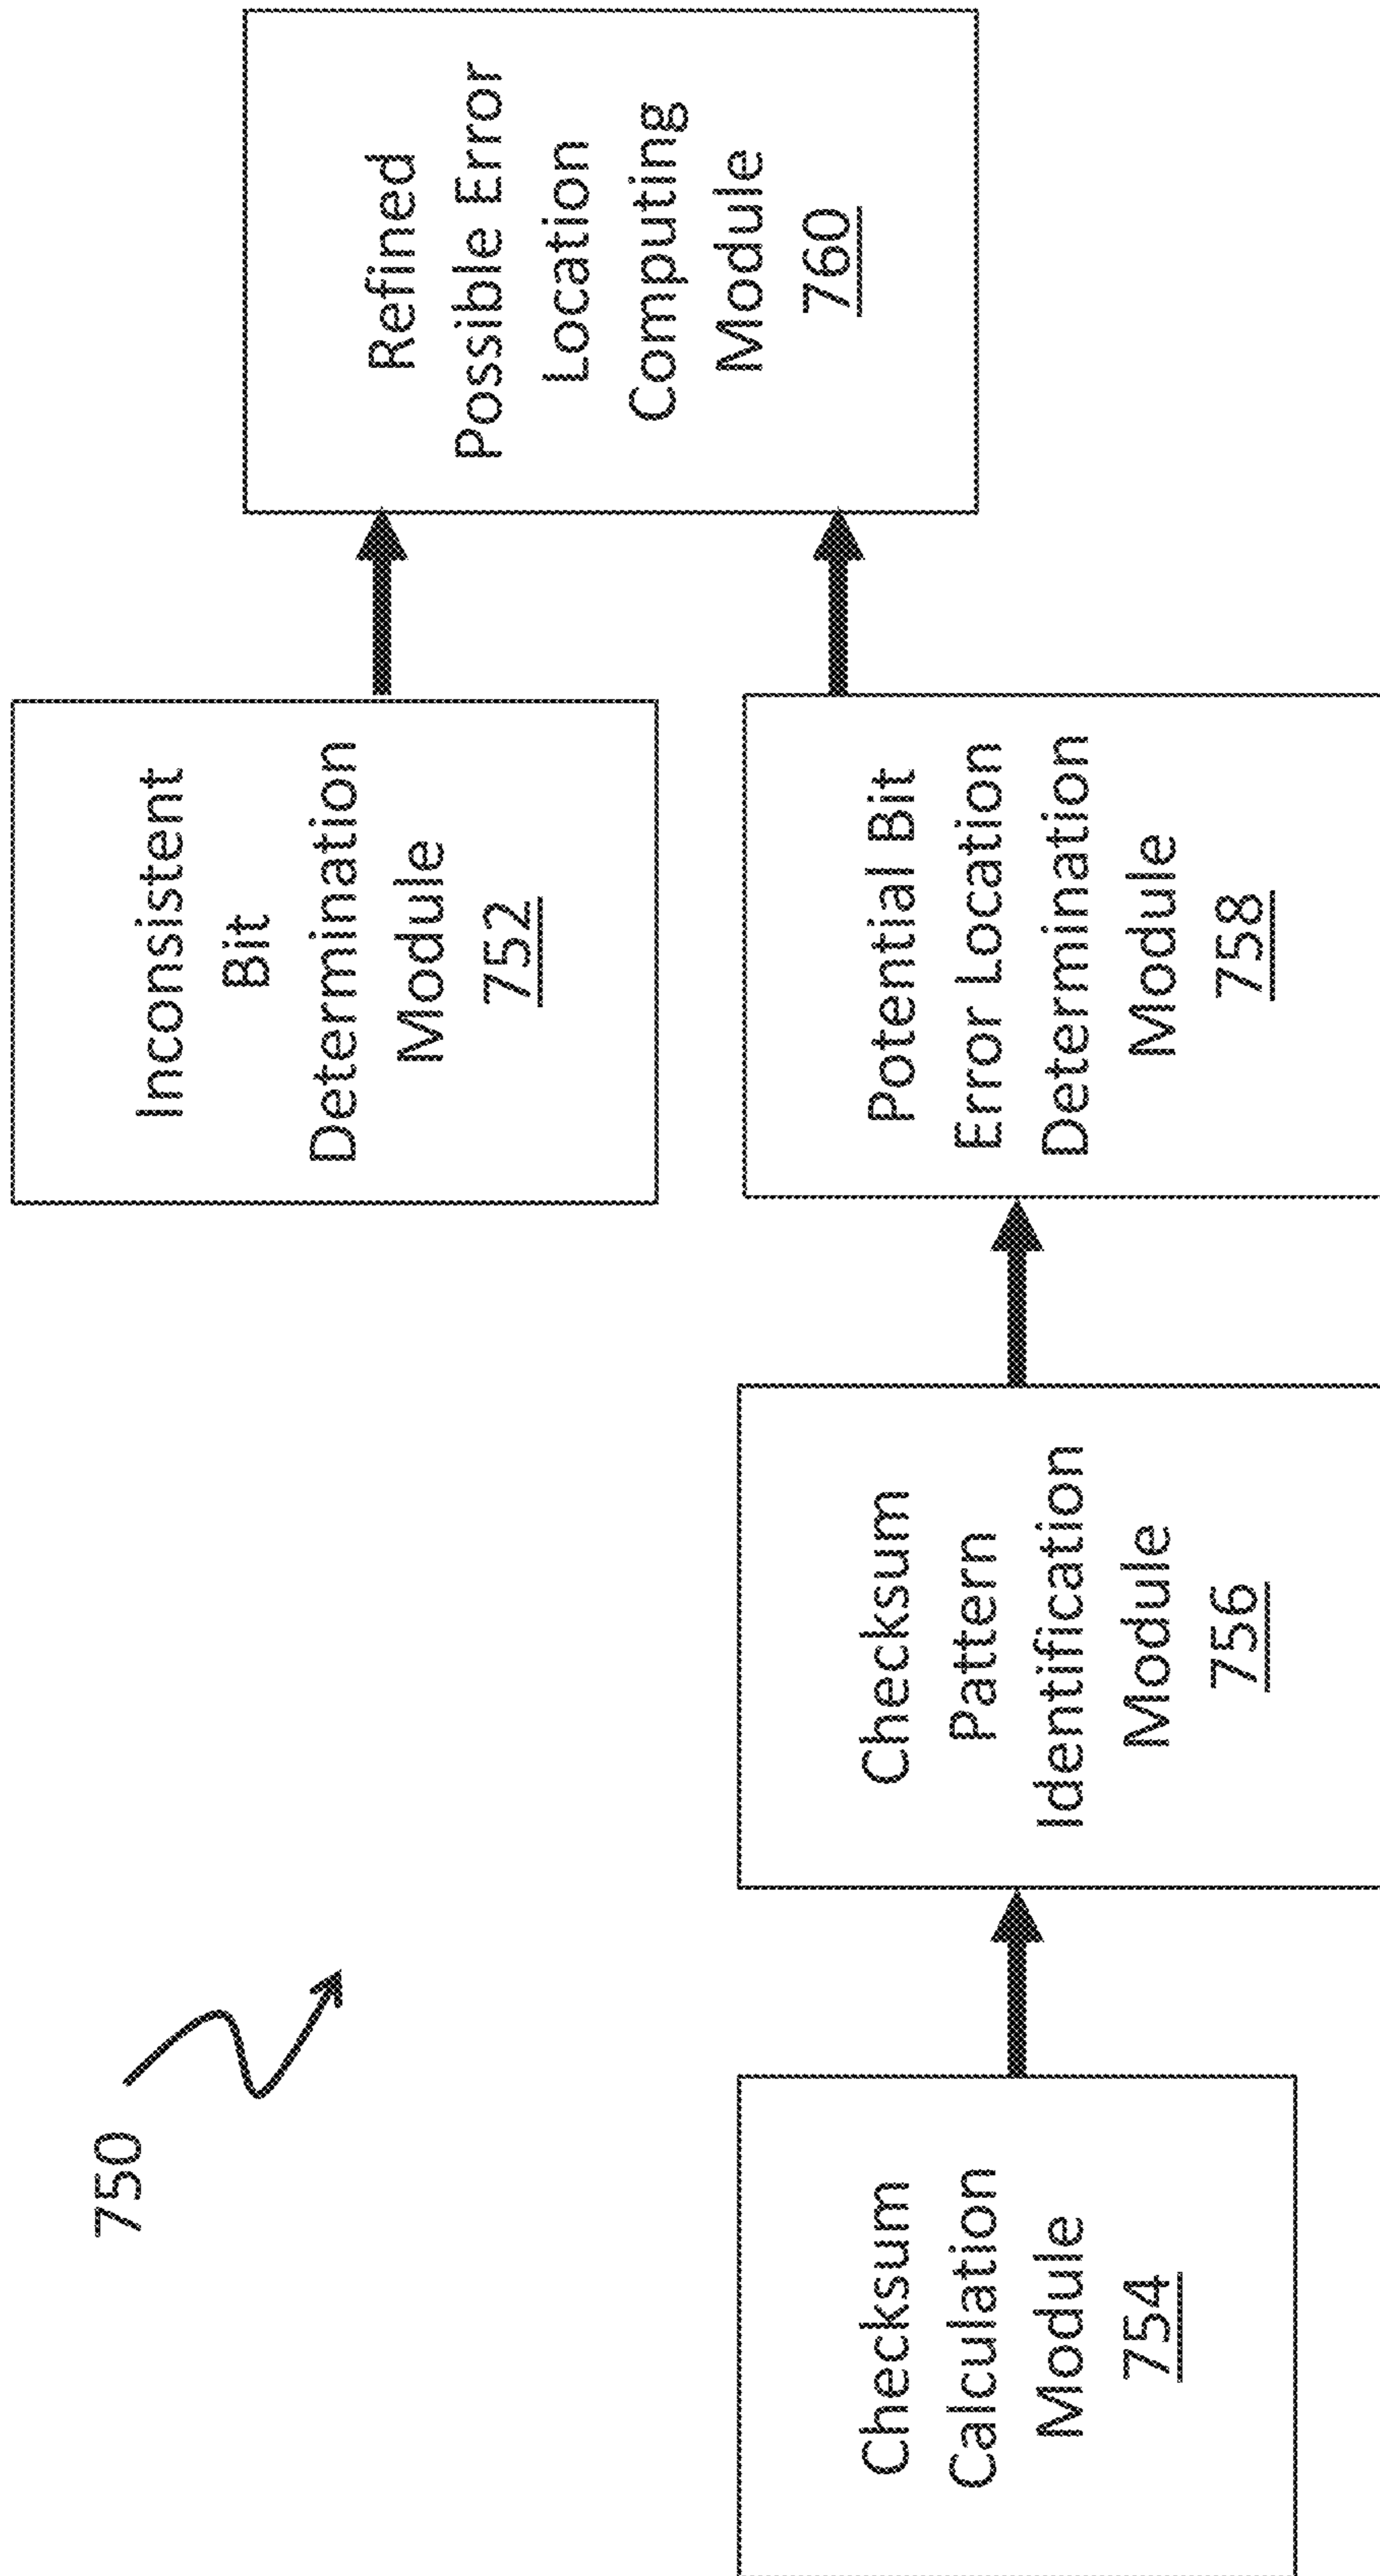 750
Inconsistent
Bit
Determination
Module
752
Checksum
Calculation
Module
754
Checksum
Pattern
Identification
Module
756
Potential Bit
Error Location
Determination
Module
758
Refined
Possible Error
Location
Computing
Module
760